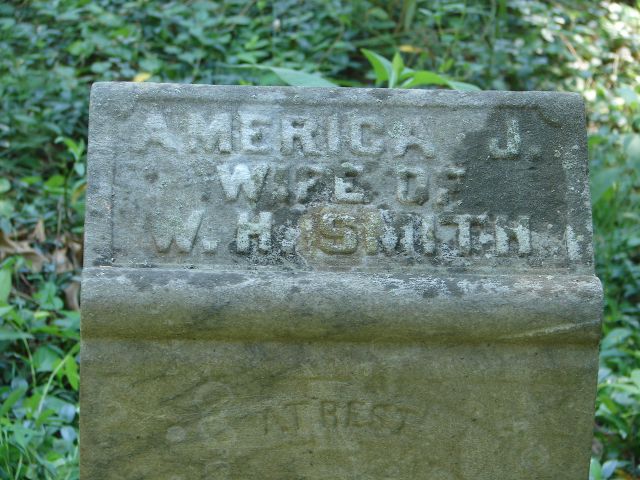 AMERICA J.
WIFE OF
W. H. SMITH
AT REST